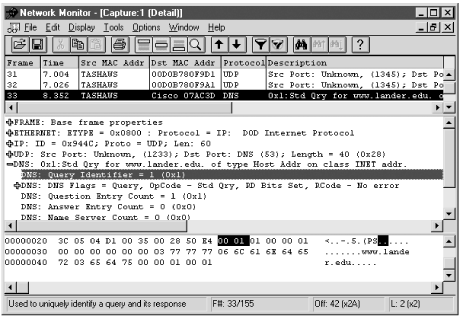 Network Monitor - [Capture:1 (Detail)]
File Edit Display Tools Options Window Help
Frame Time Src MAC Addr Dst MAC Addr Protocol Description
31 7.004 TASHAUS 00D0B780F9D1 UDP Src Port: Unknown, (1345); Dst Po
32 7.026 TASHAUS 00D0B780F9A1 UDP Src Port: Unknown, (1345); Dst Po
33 8.352 TASHAUS Cisco 07AC3D DNS 0x1:Std Qry for www.lander.edu. o
FRAME: Base frame properties
ETHERNET: ETYPE = 0x0800 : Protocol = IP: DOD Internet Protocol
IP: ID = 0x944C; Proto = UDP; Len: 60
UDP: Src Port: Unknown, (1233); Dst Port: DNS (53); Length = 40 (0x28)
DNS: 0x1:Std Qry for www.lander.edu. of type Host Addr on class INET addr.
DNS: Query Identifier = 1 (0x1)
DNS: DNS Flags = Query, OpCode - Std Qry, RD Bits Set, RCode - No error
DNS: Question Entry Count = 1 (0x1)
DNS: Answer Entry Count = 0 (0x0)
DNS: Name Server Count = 0 (0x0)
00000020 3C 05 04 D1 00 35 00 28 50 E4 00 01 01 00 00 01 <..-.5.(PS......
00000030 00 00 00 00 00 00 03 77 77 77 06 6C 61 6E 64 65 .......www.lande
00000040 72 03 65 64 75 00 00 01 00 01 r.edu.....
Used to uniquely identify a query and its response F#: 33/155 Off: 42 (x2A) L: 2 (x2)